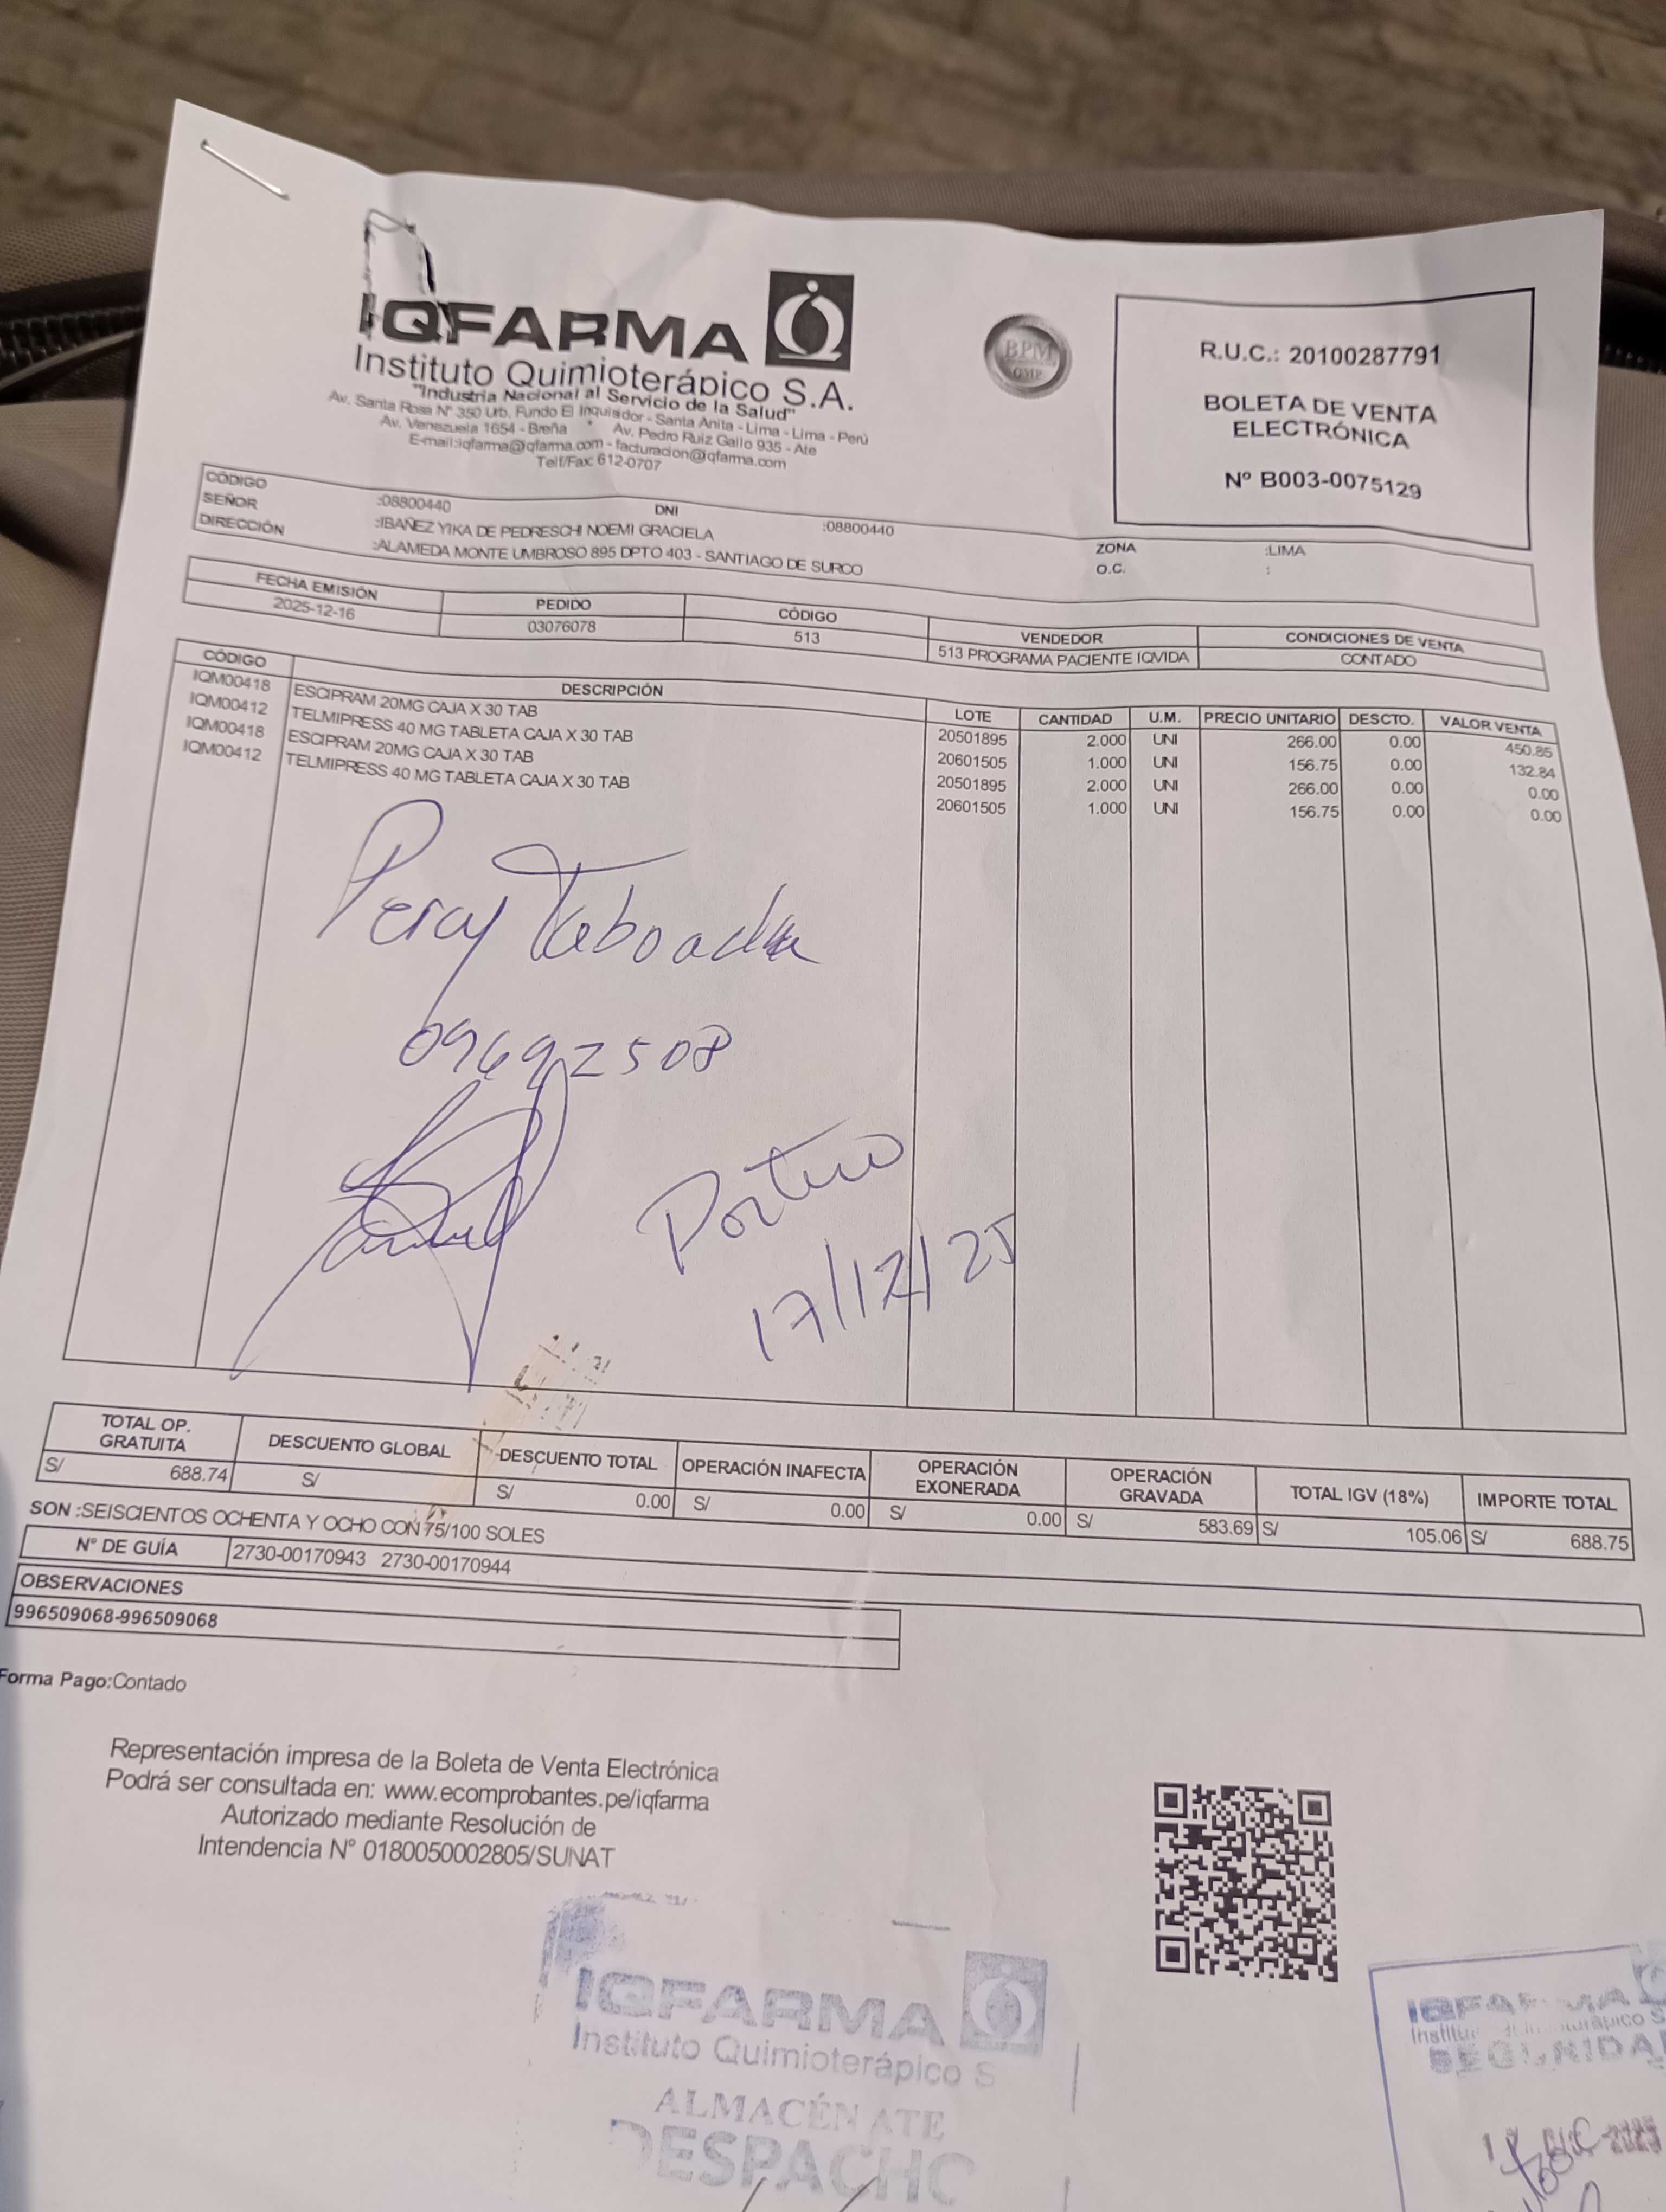 IQFARMA
Instituto Quimioterápico S.A.
"Industria Nacional al Servicio de la Salud"
Av. Santa Rosa N° 350 Urb. Fundo El Inquisidor - Santa Anita - Lima - Lima - Perú
Av. Venezuela 1654 - Breña * Av. Pedro Ruiz Gallo 935 - Ate
E-mail:iqfarma@qfarma.com - facturacion@qfarma.com
Telf/Fax: 612-0707
BPM
GMP
R.U.C.: 20100287791
BOLETA DE VENTA
ELECTRÓNICA
Nº B003-0075129
CÓDIGO :08800440 DNI :08800440
SEÑOR :IBAÑEZ YIKA DE PEDRESCHI NOEMI GRACIELA ZONA :LIMA
DIRECCIÓN :ALAMEDA MONTE UMBROSO 895 DPTO 403 - SANTIAGO DE SURCO O.C. :
FECHA EMISIÓN PEDIDO CÓDIGO VENDEDOR CONDICIONES DE VENTA
2025-12-16 03076078 513 513 PROGRAMA PACIENTE IQVIDA CONTADO
CÓDIGO DESCRIPCIÓN LOTE CANTIDAD U.M. PRECIO UNITARIO DESCTO. VALOR VENTA
IQM00418 ESCIPRAM 20MG CAJA X 30 TAB 20501895 2.000 UNI 266.00 0.00 450.85
IQM00412 TELMIPRESS 40 MG TABLETA CAJA X 30 TAB 20601505 1.000 UNI 156.75 0.00 132.84
IQM00418 ESCIPRAM 20MG CAJA X 30 TAB 20501895 2.000 UNI 266.00 0.00 0.00
IQM00412 TELMIPRESS 40 MG TABLETA CAJA X 30 TAB 20601505 1.000 UNI 156.75 0.00 0.00
Percy Taboada
09692508
17/12/25
TOTAL OP. GRATUITA DESCUENTO GLOBAL DESCUENTO TOTAL OPERACIÓN INAFECTA OPERACIÓN EXONERADA OPERACIÓN GRAVADA TOTAL IGV (18%) IMPORTE TOTAL
S/ 688.74 S/ S/ 0.00 S/ 0.00 S/ 0.00 S/ 583.69 S/ 105.06 S/ 688.75
SON :SEISCIENTOS OCHENTA Y OCHO CON 75/100 SOLES
N° DE GUÍA 2730-00170943 2730-00170944
OBSERVACIONES
996509068-996509068
Forma Pago:Contado
Representación impresa de la Boleta de Venta Electrónica
Podrá ser consultada en: www.ecomprobantes.pe/iqfarma
Autorizado mediante Resolución de
Intendencia N° 0180050002805/SUNAT
IQFARMA
Instituto Quimioterápico S
ALMACÉN ATE
DESPACHO
IQFARMA